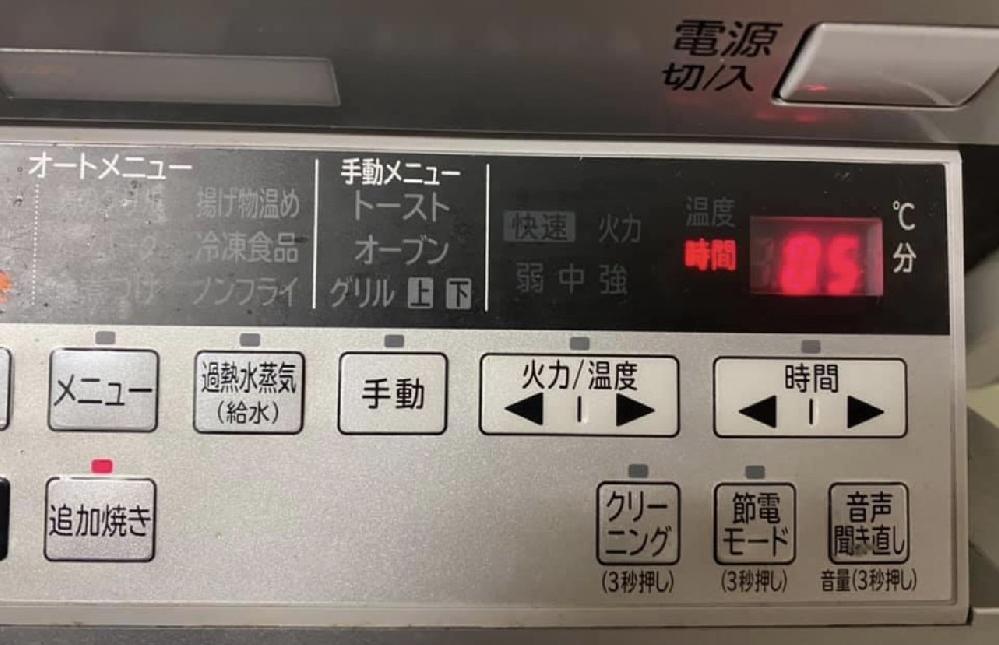 電源
切/入
オートメニュー
揚げ物温め
冷凍食品
つけ ノンフライ
手動メニュー
トースト
オーブン
グリル 上 下
快速 火力
弱 中 強
温度
時間
05
℃
分
メニュー
過熱水蒸気
(給水)
手動
火力/温度
◀ | ▶
時間
◀ | ▶
追加焼き
クリー
ニング
(3秒押し)
節電
モード
(3秒押し)
音声
聞き直し
音量(3秒押し)